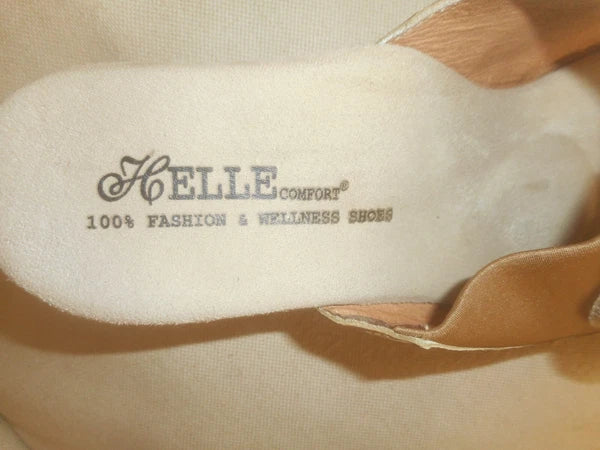 HELLE COMFORT®
100% FASHION & WELLNESS SHOES